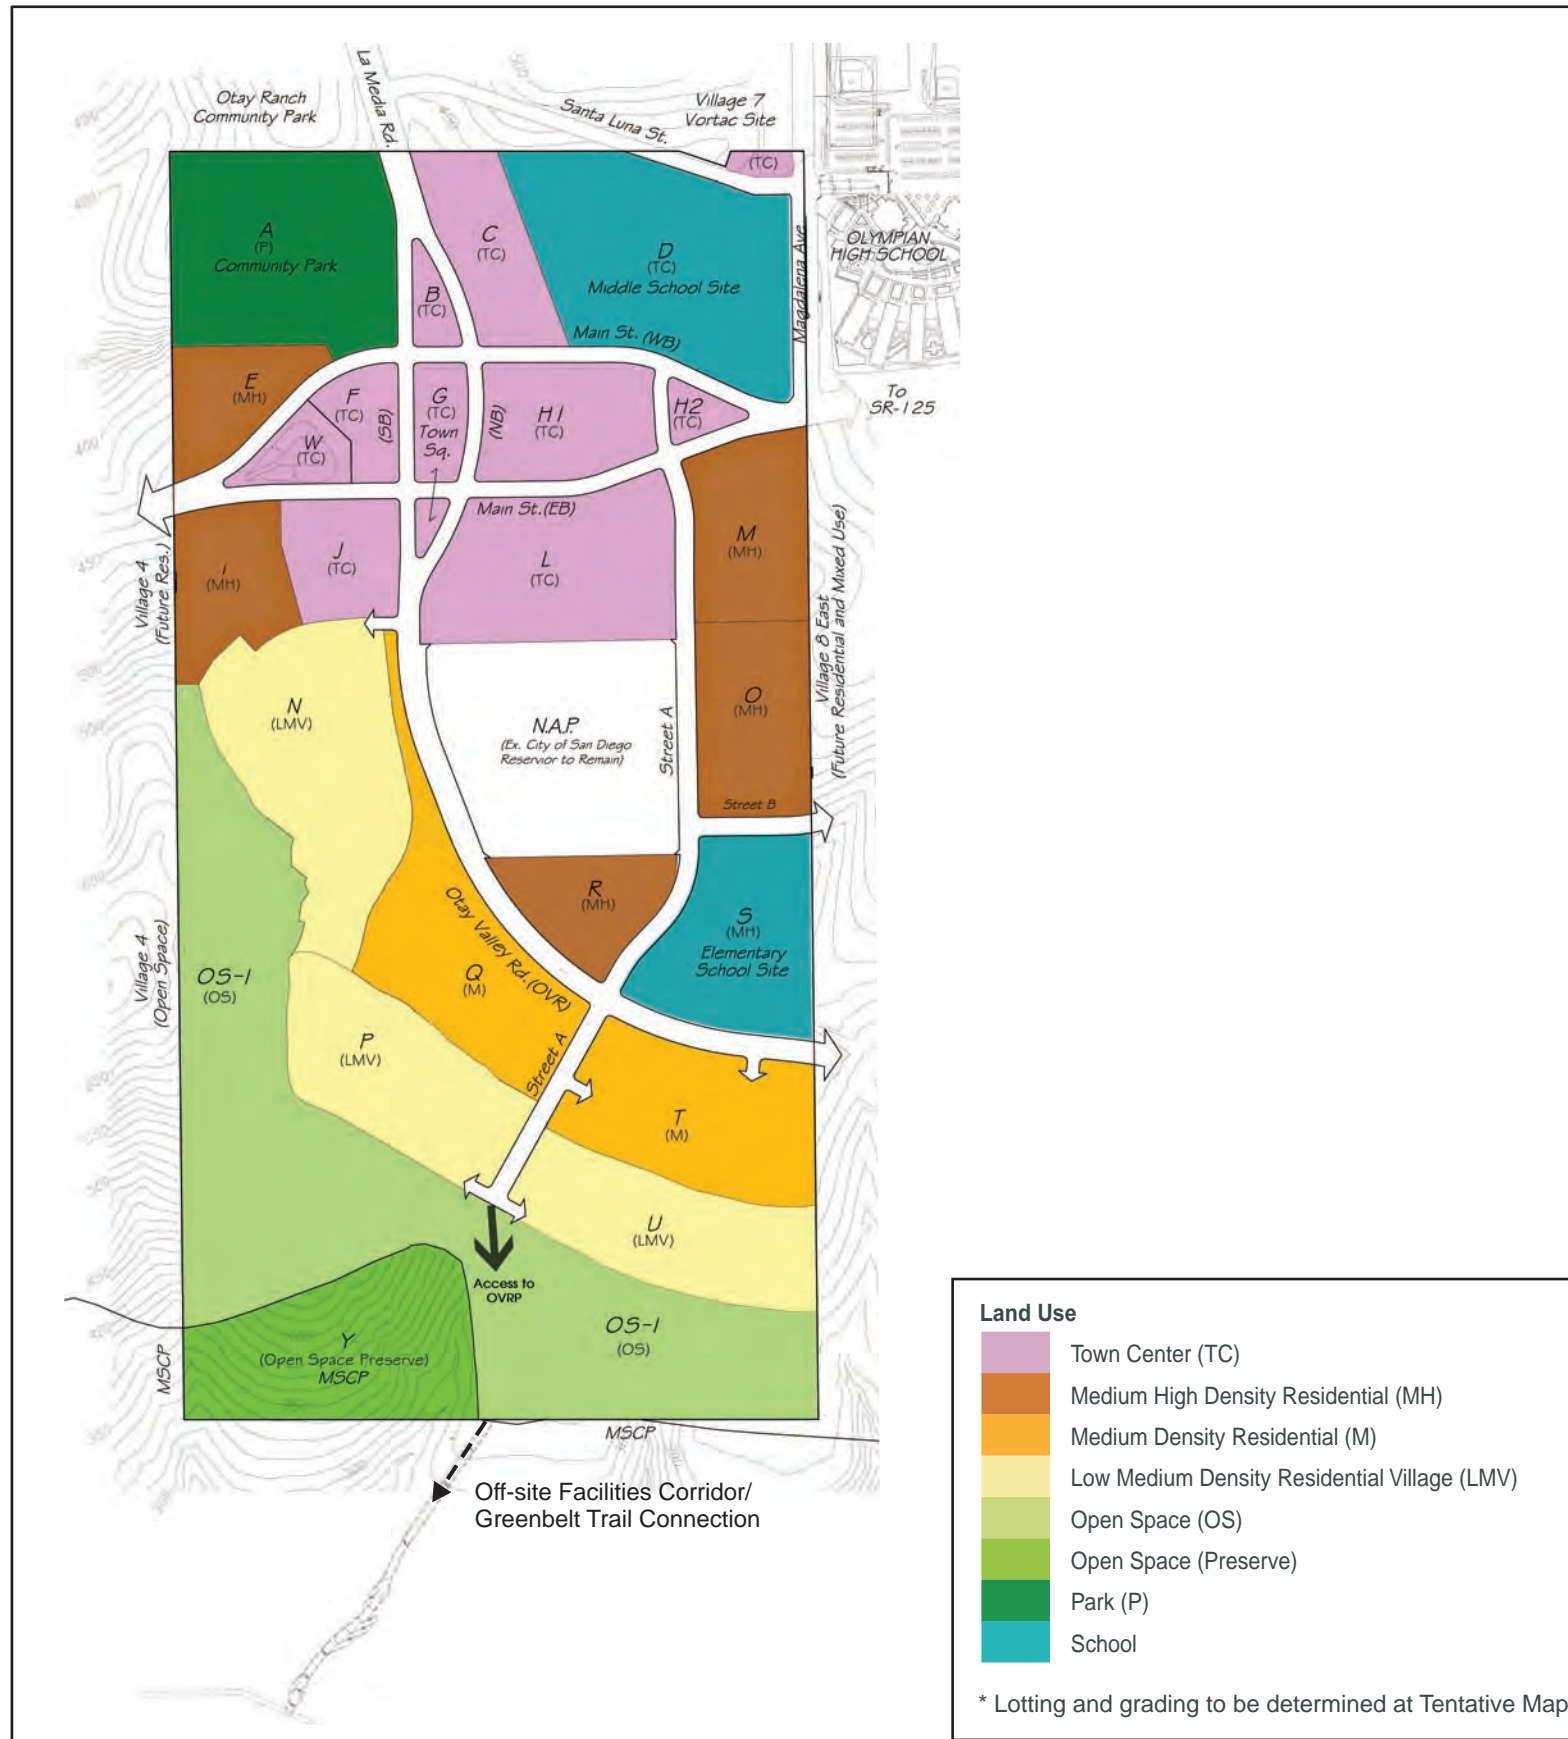 La Media Rd.
Otay Ranch
Community Park
Santa Luna St.
Village 7
Vortac Site
(TC)
500
450
A
(P)
Community Park
C
(TC)
D
(TC)
Middle School Site
Magdalena Ave
OLYMPIAN
HIGH SCHOOL
B
(TC)
Main St. (WB)
To
SR-125
E
(MH)
F
(TC)
(SB)
G
(TC)
Town
Sq.
(NB)
H1
(TC)
H2
(TC)
W
(TC)
Main St.(EB)
Village 4
(Future Res.)
I
(MH)
J
(TC)
L
(TC)
M
(MH)
Village 8 East
(Future Residential and Mixed Use)
N
(LMV)
N.A.P.
(Ex. City of San Diego
Reservior to Remain)
Street A
O
(MH)
Street B
R
(MH)
Otay Valley Rd. (OVR)
S
(MH)
Elementary
School Site
Village 4
(Open Space)
OS-1
(OS)
Q
(M)
P
(LMV)
Street A
T
(M)
U
(LMV)
Access to
OVRP
OS-1
(OS)
Y
(Open Space Preserve)
MSCP
MSCP
MSCP
Off-site Facilities Corridor/
Greenbelt Trail Connection
Land Use
Town Center (TC)
Medium High Density Residential (MH)
Medium Density Residential (M)
Low Medium Density Residential Village (LMV)
Open Space (OS)
Open Space (Preserve)
Park (P)
School
* Lotting and grading to be determined at Tentative Map